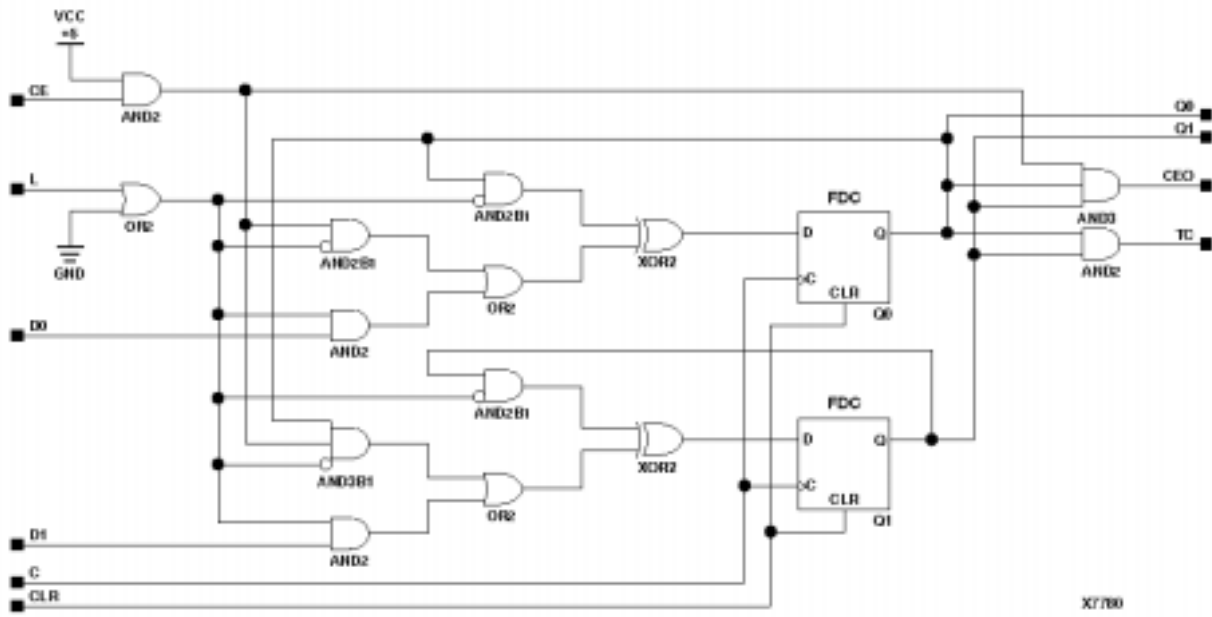 VCC
+5
CE
AND2
Q0
Q1
L
OR2
GND
AND2B1
FDC
CEO
AND3
AND2B1
XOR2
D
Q
TC
AND2
OR2
C
CLR
Q0
D0
AND2
AND2B1
FDC
XOR2
D
Q
AND3B1
OR2
C
CLR
Q1
D1
AND2
C
CLR
X7780